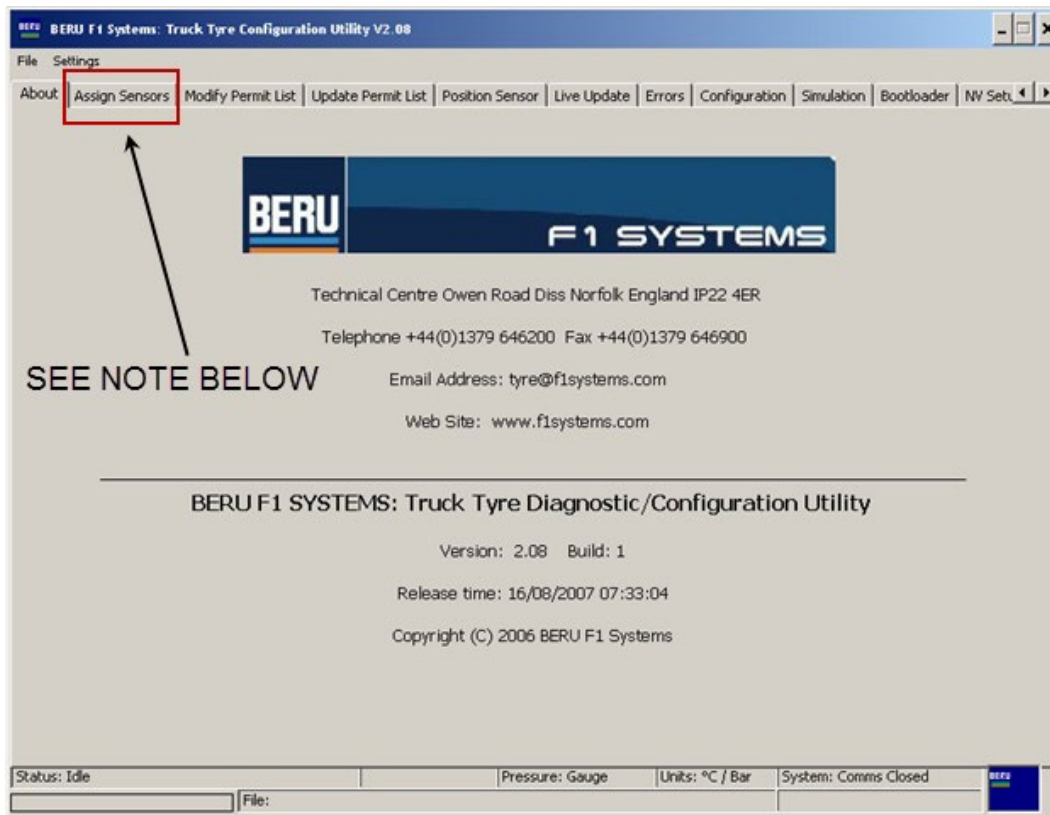 BERU F1 Systems: Truck Tyre Configuration Utility V2.08
File Settings
About Assign Sensors Modify Permit List Update Permit List Position Sensor Live Update Errors Configuration Simulation Bootloader NV
BERU
F1 SYSTEMS
Technical Centre Owen Road Diss Norfolk England IP22 4ER
Telephone +44(0)1379 646200 Fax +44(0)1379 646900
SEE NOTE BELOW
Email Address: tyre@f1systems.com
Web Site: www.f1systems.com
BERU F1 SYSTEMS: Truck Tyre Diagnostic/Configuration Utility
Version: 2.08 Build: 1
Release time: 16/08/2007 07:33:04
Copyright (C) 2006 BERU F1 Systems
Status: Idle Pressure: Gauge Units: °C / Bar System: Comms Closed BERU
File: